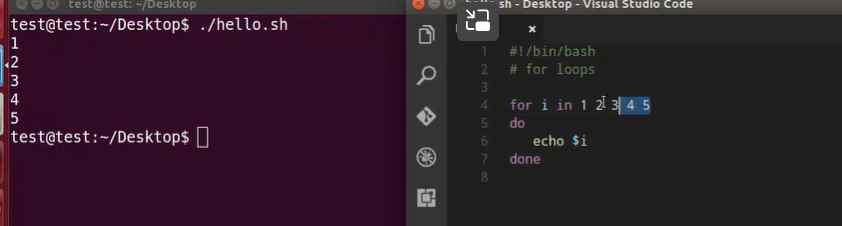 test@test: ~/Desktop
test@test:~/Desktop$ ./hello.sh
1
2
3
4
5
test@test:~/Desktop$
.sh - Desktop - Visual Studio Code
1 #!/bin/bash
2 # for loops
3
4 for i in 1 2 3 4 5
5 do
6 echo $i
7 done
8